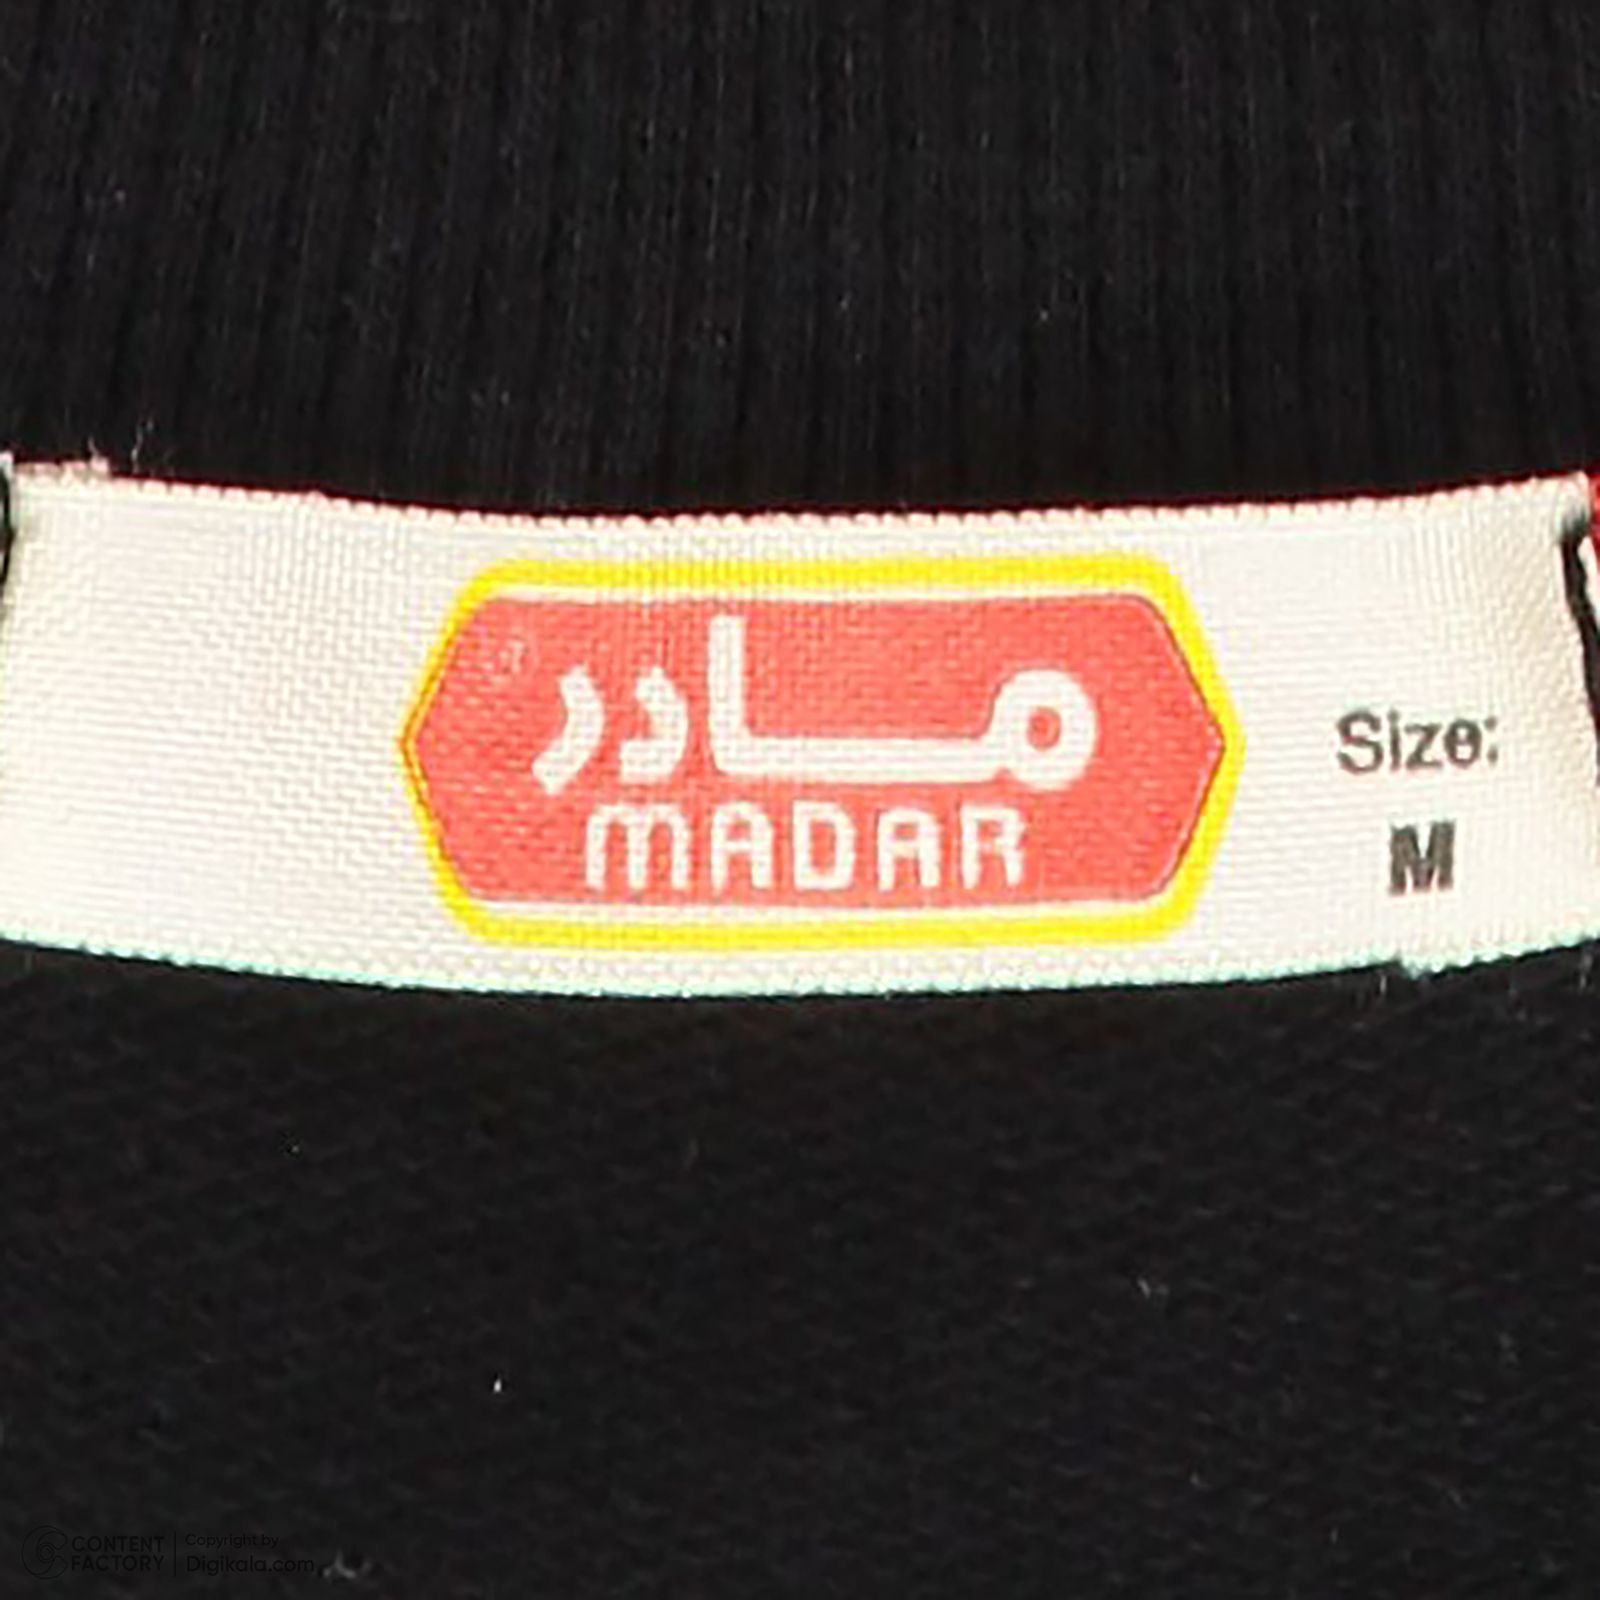 مادر
MADAR
Size:
M
CONTENT FACTORY
Copyright by
Digikala.com